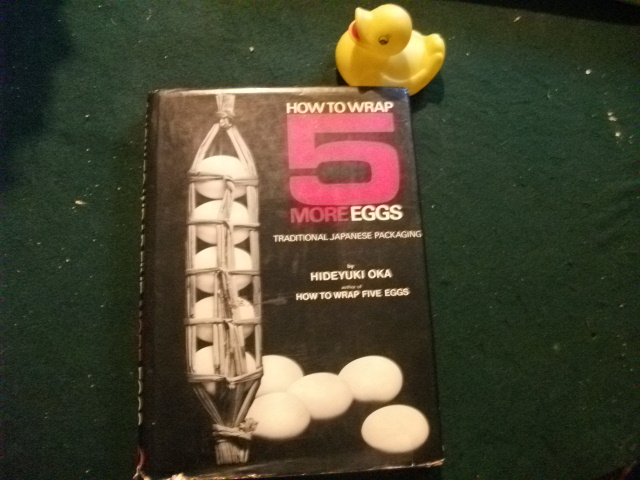 HOW TO WRAP
5
MORE EGGS
TRADITIONAL JAPANESE PACKAGING
by
HIDEYUKI OKA
author of
HOW TO WRAP FIVE EGGS